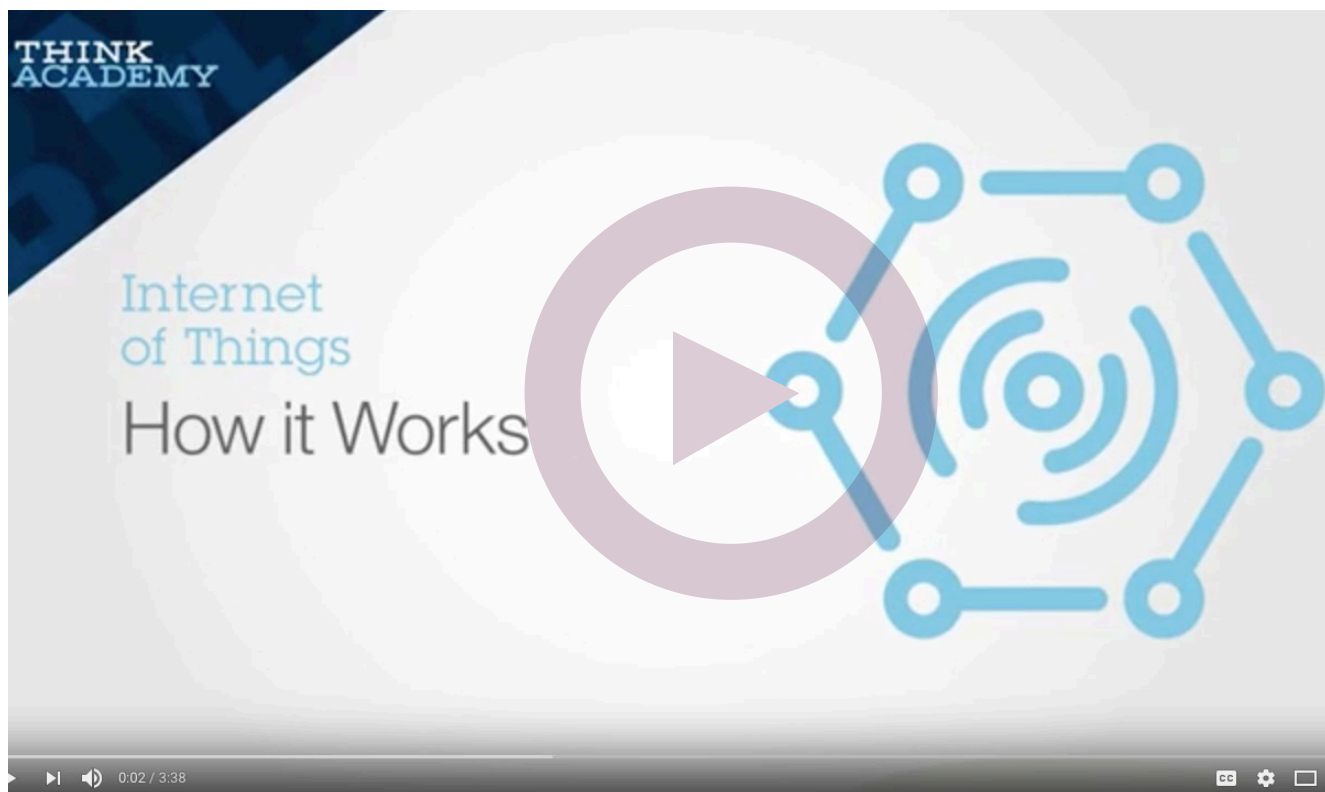 THINK
ACADEMY
Internet
of Things
How it Works
0:02 / 3:38
CC